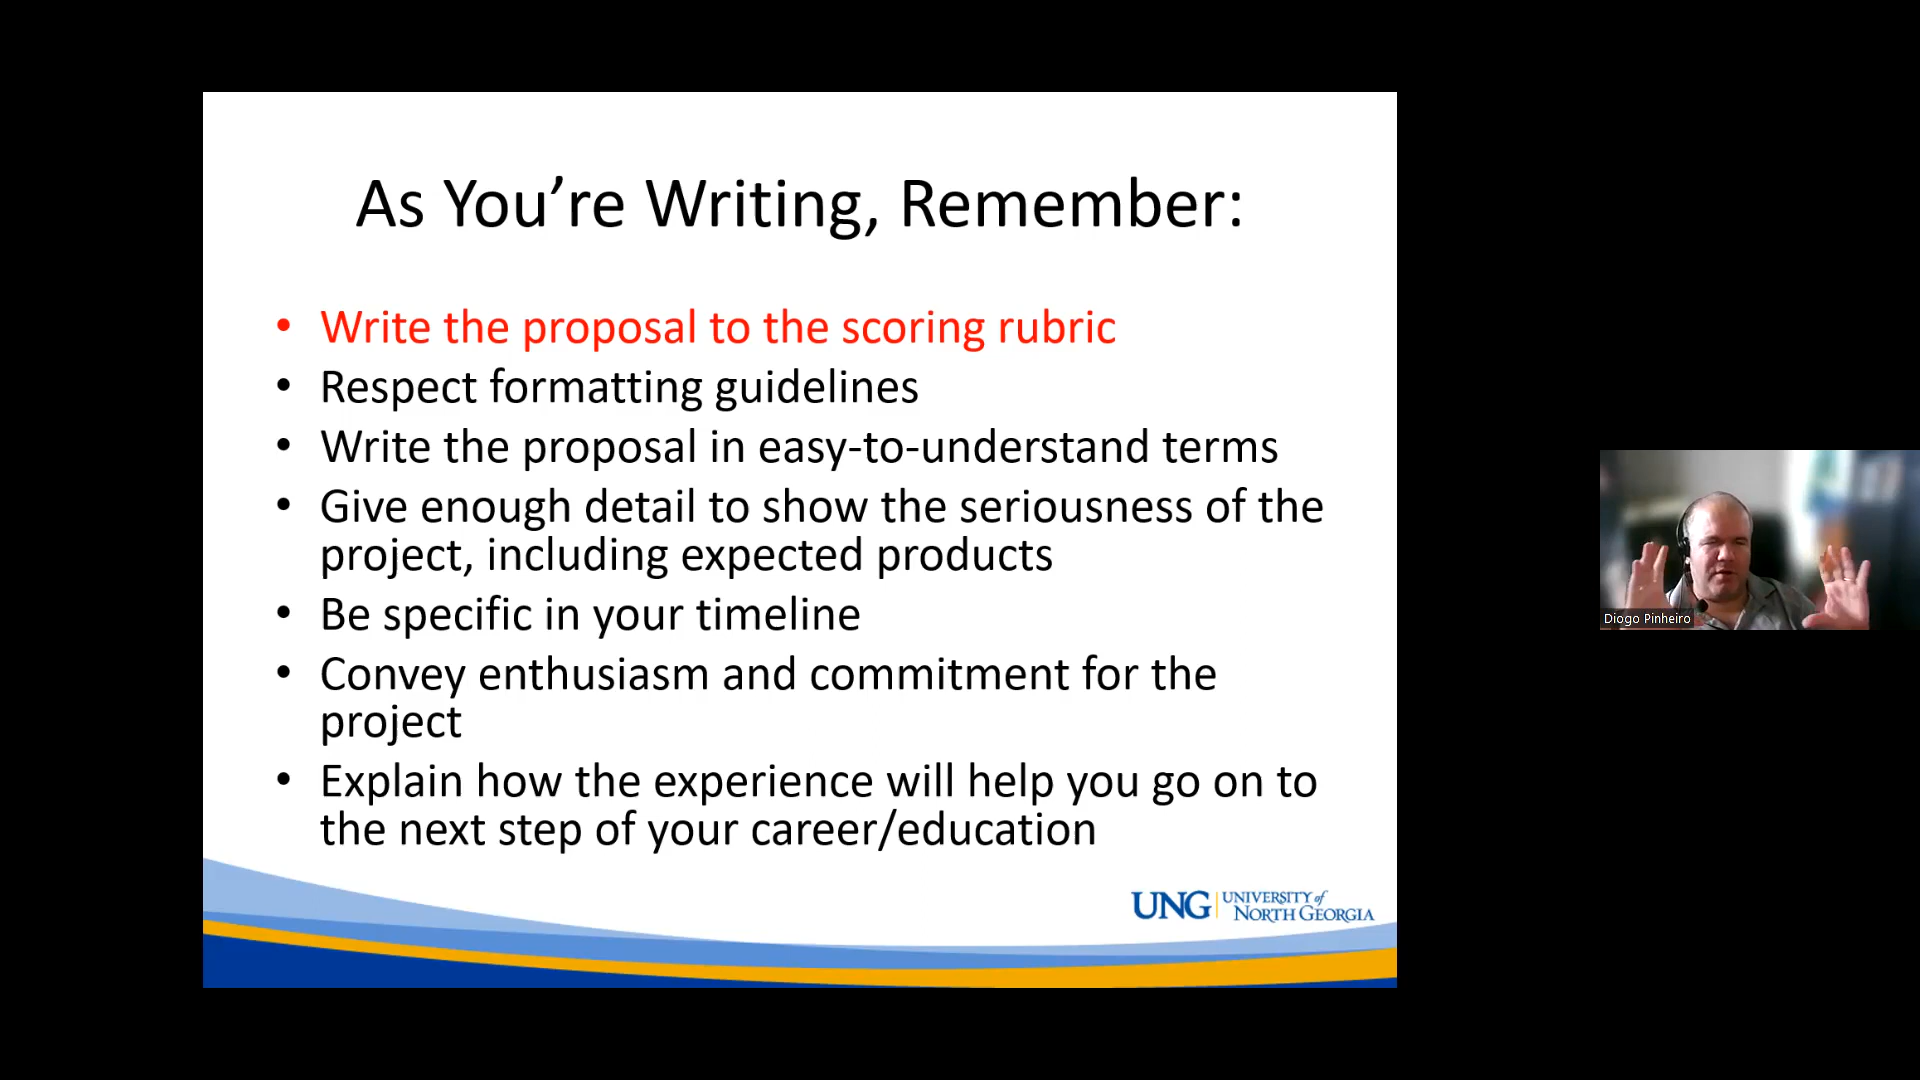 As You’re Writing, Remember:
• Write the proposal to the scoring rubric
• Respect formatting guidelines
• Write the proposal in easy-to-understand terms
• Give enough detail to show the seriousness of the
project, including expected products
• Be specific in your timeline
• Convey enthusiasm and commitment for the
project
• Explain how the experience will help you go on to
the next step of your career/education
UNG | UNIVERSITY of
NORTH GEORGIA
Diogo Pinheiro